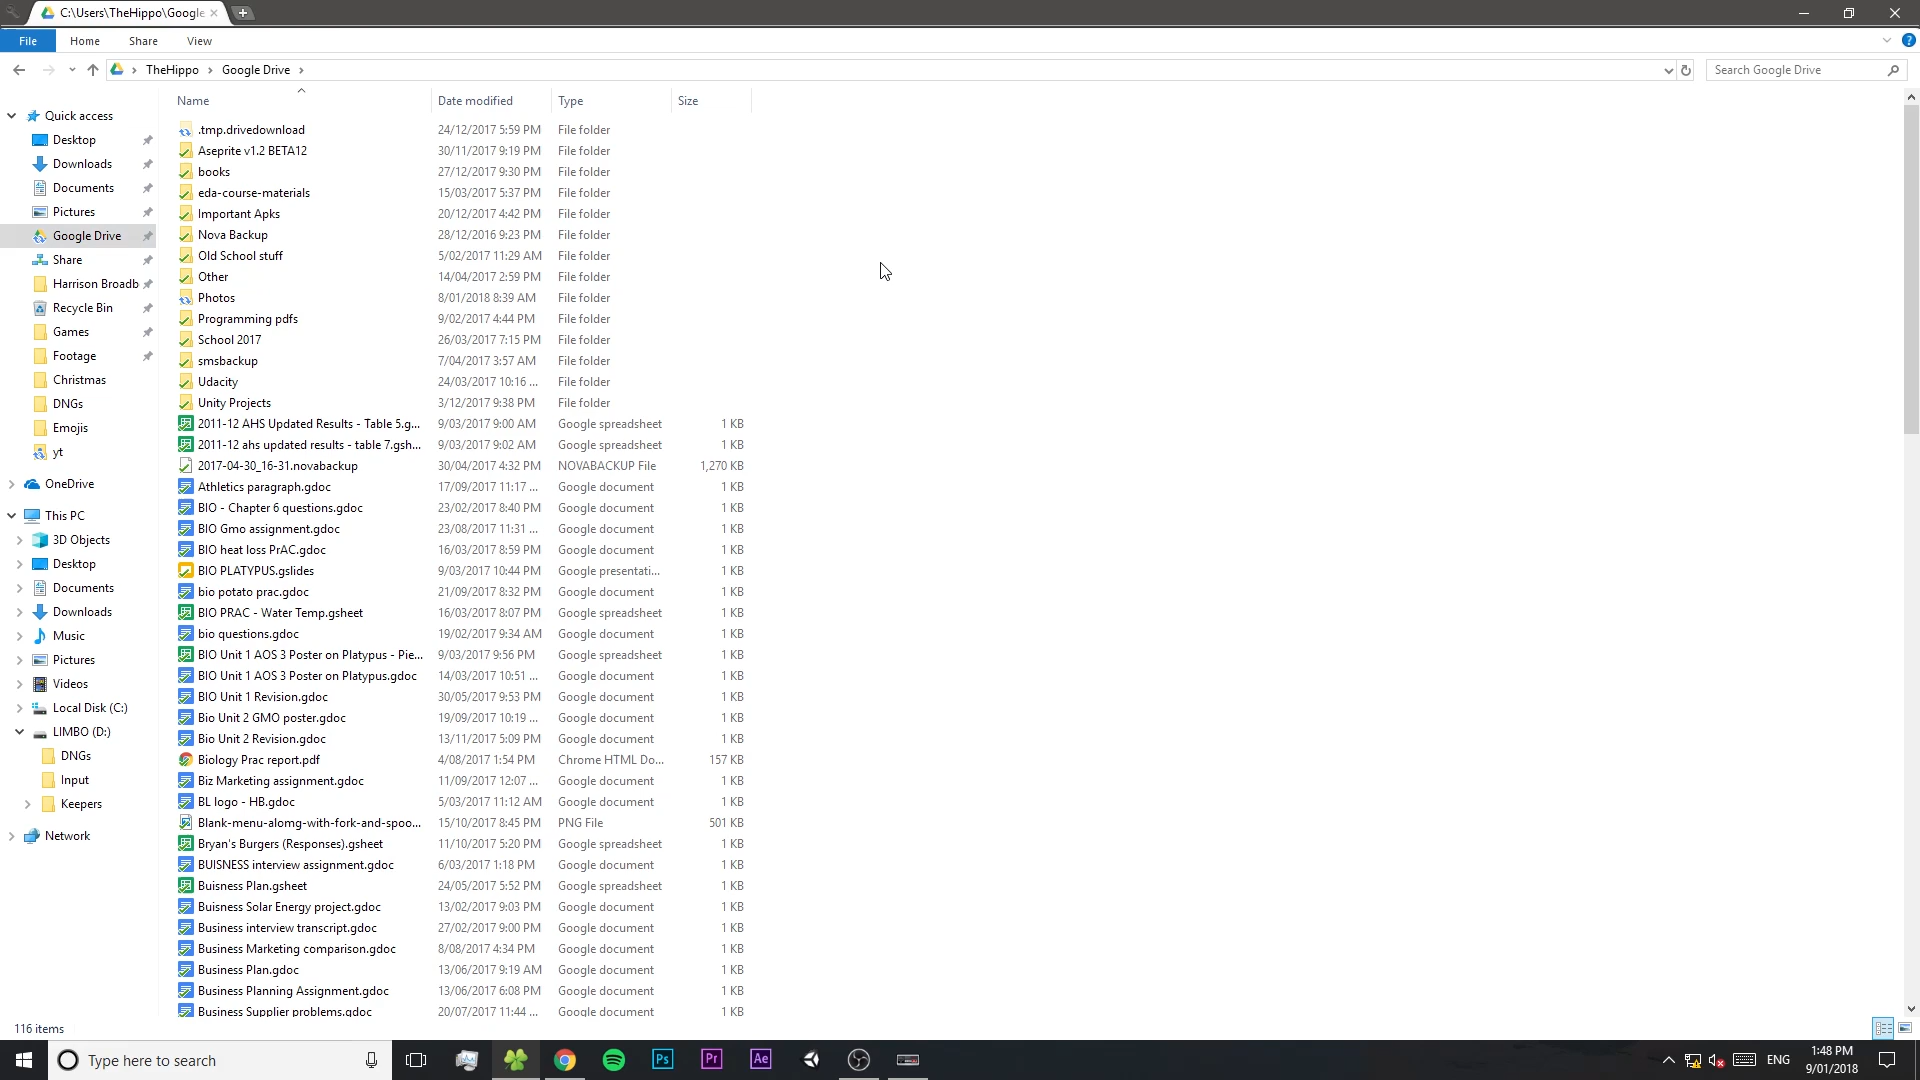 C:\Users\TheHippo\Google
File Home Share View
TheHippo Google Drive Search Google Drive
Name Date modified Type Size
Quick access
Desktop
Downloads
Documents
Pictures
Google Drive
Share
Harrison Broadb
Recycle Bin
Games
Footage
Christmas
DNGs
Emojis
yt
OneDrive
This PC
3D Objects
Desktop
Documents
Downloads
Music
Pictures
Videos
Local Disk (C:)
LIMBO (D:)
DNGs
Input
Keepers
Network
.tmp.drivedownload 24/12/2017 5:59 PM File folder
Aseprite v1.2 BETA12 30/11/2017 9:19 PM File folder
books 27/12/2017 9:30 PM File folder
eda-course-materials 15/03/2017 5:37 PM File folder
Important Apks 20/12/2017 4:42 PM File folder
Nova Backup 28/12/2016 9:23 PM File folder
Old School stuff 5/02/2017 11:29 AM File folder
Other 14/04/2017 2:59 PM File folder
Photos 8/01/2018 8:39 AM File folder
Programming pdfs 9/02/2017 4:44 PM File folder
School 2017 26/03/2017 7:15 PM File folder
smsbackup 7/04/2017 3:57 AM File folder
Udacity 24/03/2017 10:16 ... File folder
Unity Projects 3/12/2017 9:38 PM File folder
2011-12 AHS Updated Results - Table 5.g... 9/03/2017 9:00 AM Google spreadsheet 1 KB
2011-12 ahs updated results - table 7.gsh... 9/03/2017 9:02 AM Google spreadsheet 1 KB
2017-04-30_16-31.novabackup 30/04/2017 4:32 PM NOVABACKUP File 1,270 KB
Athletics paragraph.gdoc 17/09/2017 11:17 ... Google document 1 KB
BIO - Chapter 6 questions.gdoc 23/02/2017 8:40 PM Google document 1 KB
BIO Gmo assignment.gdoc 23/08/2017 11:31 ... Google document 1 KB
BIO heat loss PrAC.gdoc 16/03/2017 8:59 PM Google document 1 KB
BIO PLATYPUS.gslides 9/03/2017 10:44 PM Google presentati... 1 KB
bio potato prac.gdoc 21/09/2017 8:32 PM Google document 1 KB
BIO PRAC - Water Temp.gsheet 16/03/2017 8:07 PM Google spreadsheet 1 KB
bio questions.gdoc 19/02/2017 9:34 AM Google document 1 KB
BIO Unit 1 AOS 3 Poster on Platypus - Pie... 9/03/2017 9:56 PM Google spreadsheet 1 KB
BIO Unit 1 AOS 3 Poster on Platypus.gdoc 14/03/2017 10:51 ... Google document 1 KB
BIO Unit 1 Revision.gdoc 30/05/2017 9:53 PM Google document 1 KB
Bio Unit 2 GMO poster.gdoc 19/09/2017 10:19 ... Google document 1 KB
Bio Unit 2 Revision.gdoc 13/11/2017 5:09 PM Google document 1 KB
Biology Prac report.pdf 4/08/2017 1:54 PM Chrome HTML Do... 157 KB
Biz Marketing assignment.gdoc 11/09/2017 12:07 ... Google document 1 KB
BL logo - HB.gdoc 5/03/2017 11:12 AM Google document 1 KB
Blank-menu-alomg-with-fork-and-spoo... 15/10/2017 8:45 PM PNG File 501 KB
Bryan's Burgers (Responses).gsheet 11/10/2017 5:20 PM Google spreadsheet 1 KB
BUISNESS interview assignment.gdoc 6/03/2017 1:18 PM Google document 1 KB
Buisness Plan.gsheet 24/05/2017 5:52 PM Google spreadsheet 1 KB
Buisness Solar Energy project.gdoc 13/02/2017 9:03 PM Google document 1 KB
Business interview transcript.gdoc 27/02/2017 9:00 PM Google document 1 KB
Business Marketing comparison.gdoc 8/08/2017 4:34 PM Google document 1 KB
Business Plan.gdoc 13/06/2017 9:19 AM Google document 1 KB
Business Planning Assignment.gdoc 13/06/2017 6:08 PM Google document 1 KB
Business Supplier problems.gdoc 20/07/2017 11:44 ... Google document 1 KB
116 items
Type here to search Ps Pr Ae ENG 1:48 PM
9/01/2018